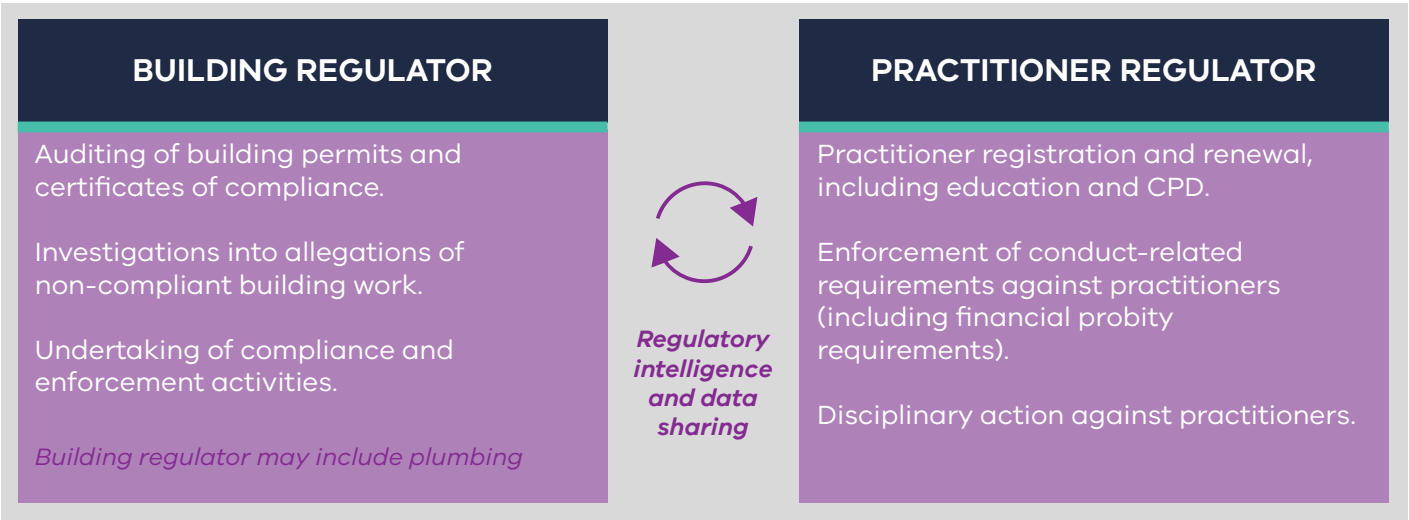 BUILDING REGULATOR
Auditing of building permits and
certificates of compliance.
Investigations into allegations of
non-compliant building work.
Undertaking of compliance and
enforcement activities.
Building regulator may include plumbing
Regulatory
intelligence
and data
sharing
PRACTITIONER REGULATOR
Practitioner registration and renewal,
including education and CPD.
Enforcement of conduct-related
requirements against practitioners
(including financial probity
requirements).
Disciplinary action against practitioners.